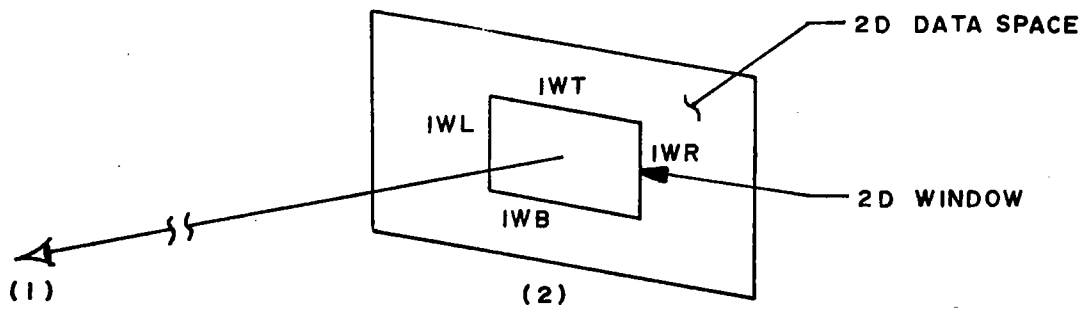 2D DATA SPACE
IWT
IWL
IWR
2D WINDOW
IWB
(1)
(2)